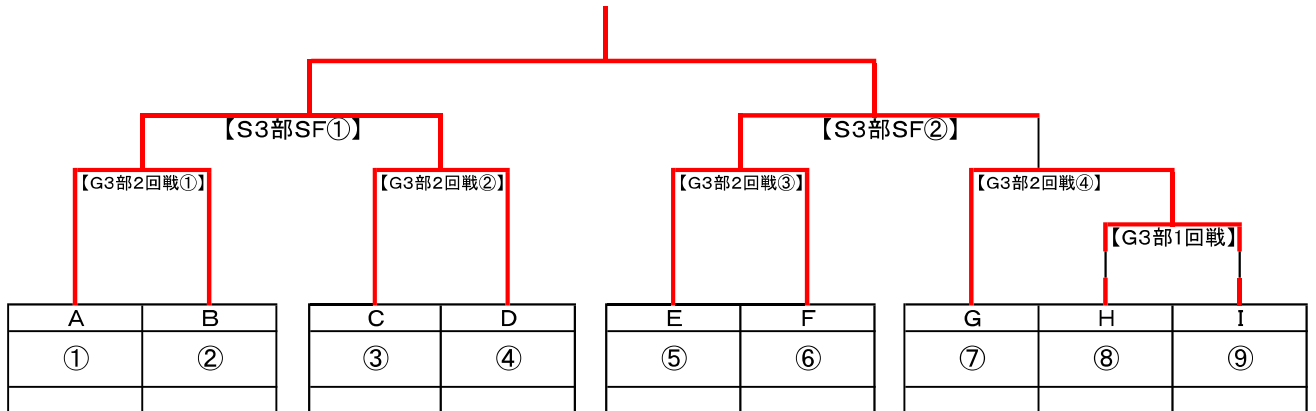 【S3部SF①】 【S3部SF②】
【G3部2回戦①】 【G3部2回戦②】 【G3部2回戦③】 【G3部2回戦④】
【G3部1回戦】
A B C D E F G H I
① ② ③ ④ ⑤ ⑥ ⑦ ⑧ ⑨